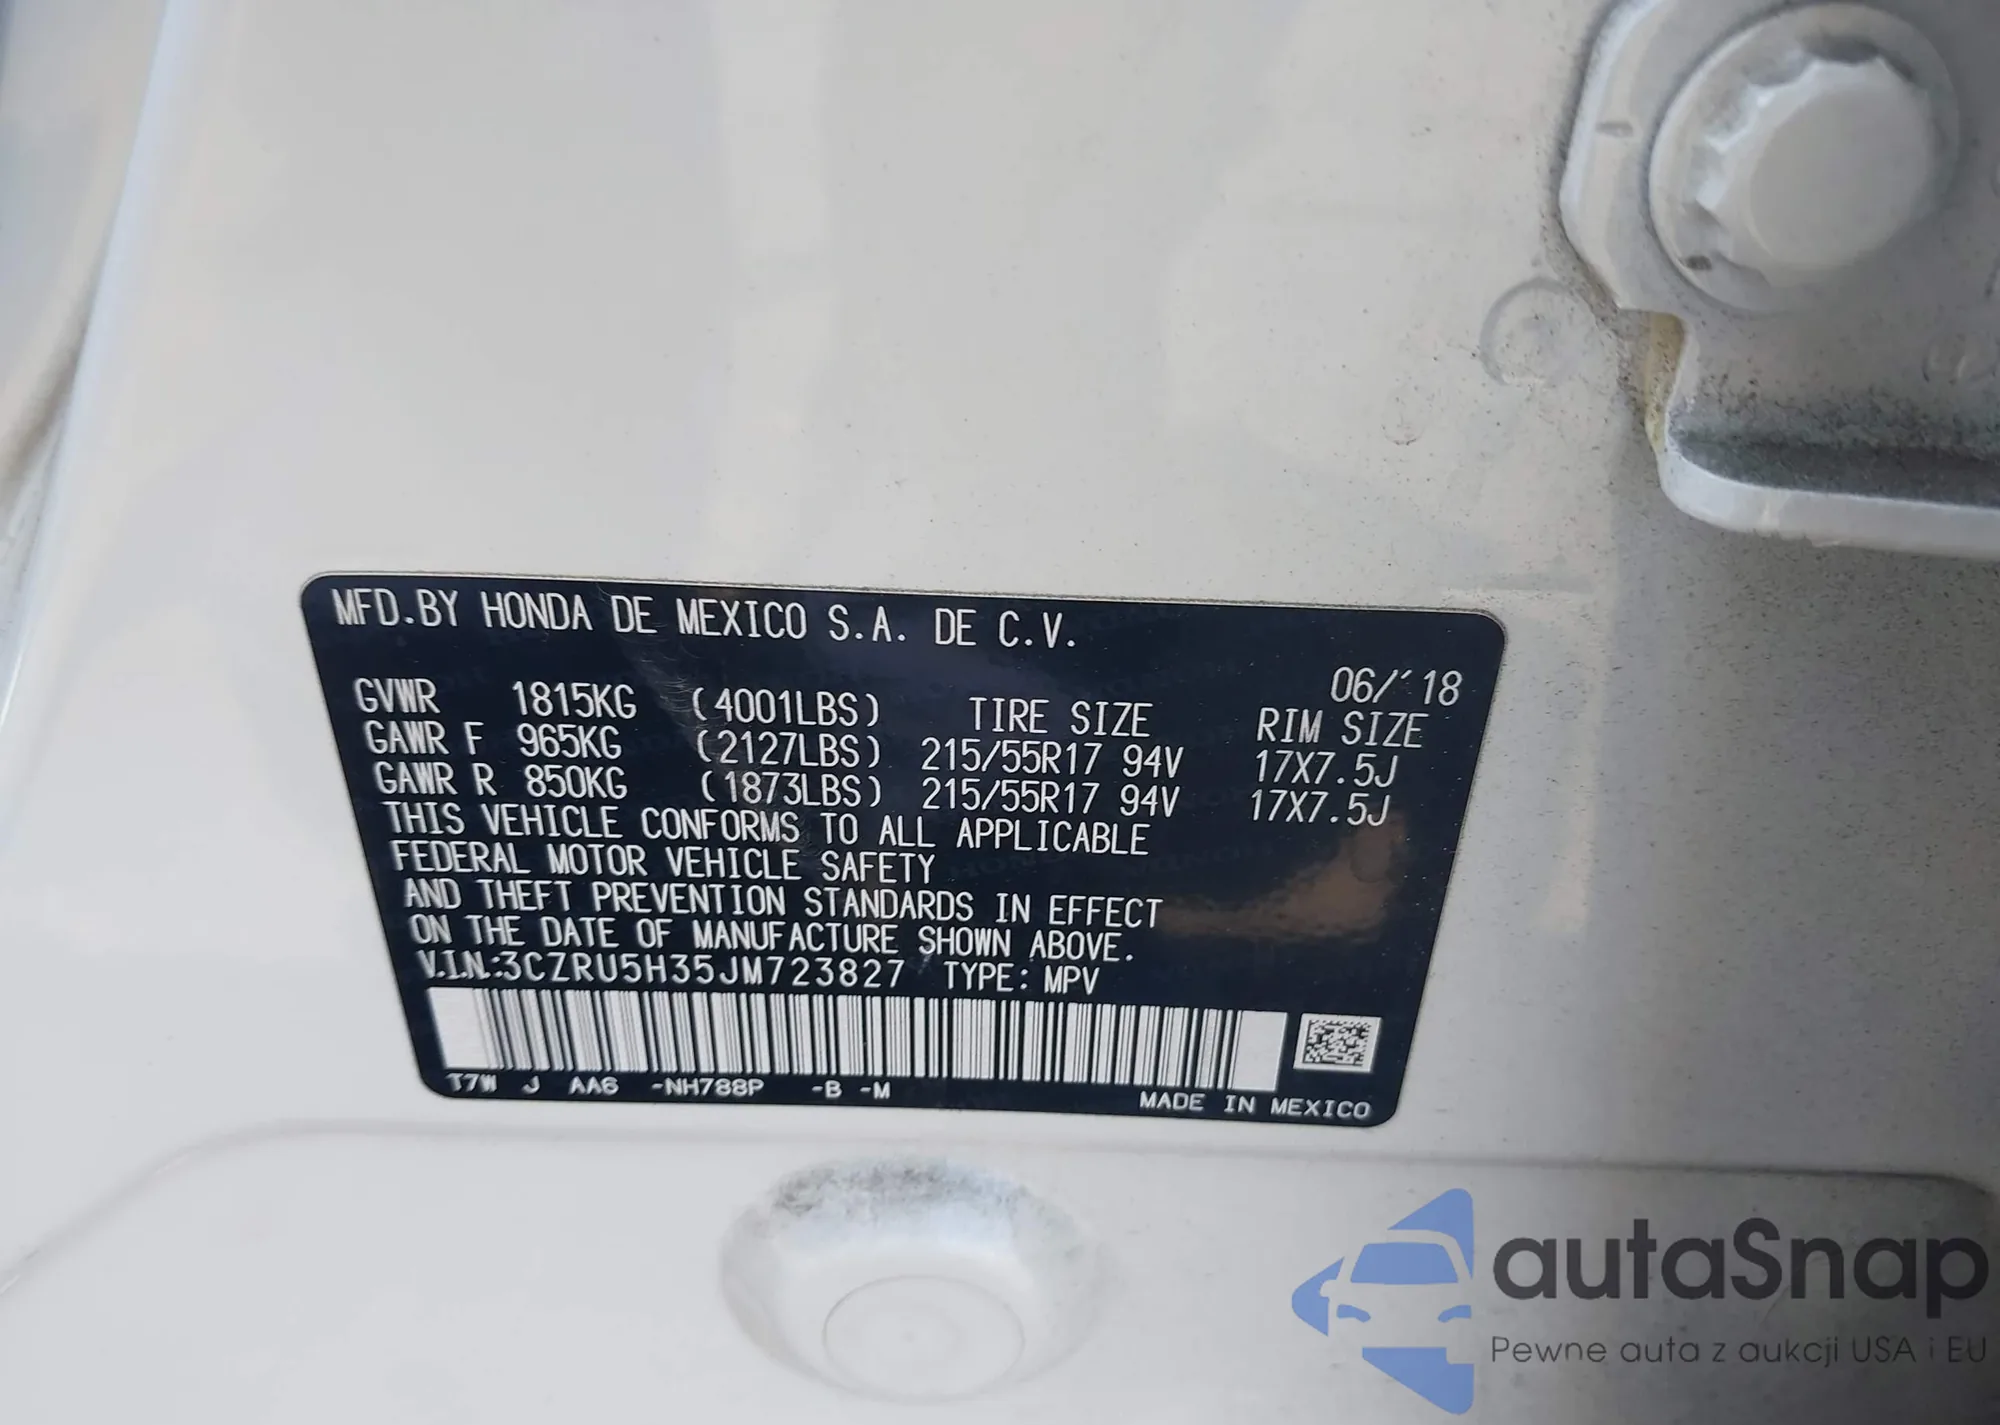 MFD.BY HONDA DE MEXICO S.A. DE C.V.
06/'18
GVWR 1815KG (4001LBS) TIRE SIZE RIM SIZE
GAWR F 965KG (2127LBS) 215/55R17 94V 17X7.5J
GAWR R 850KG (1873LBS) 215/55R17 94V 17X7.5J
THIS VEHICLE CONFORMS TO ALL APPLICABLE
FEDERAL MOTOR VEHICLE SAFETY
AND THEFT PREVENTION STANDARDS IN EFFECT
ON THE DATE OF MANUFACTURE SHOWN ABOVE.
V.I.N.:3CZRU5H35JM723827 TYPE: MPV
T7W J AA6 -NH788P -B -M
MADE IN MEXICO
autaSnap
Pewne auta z aukcji USA i EU